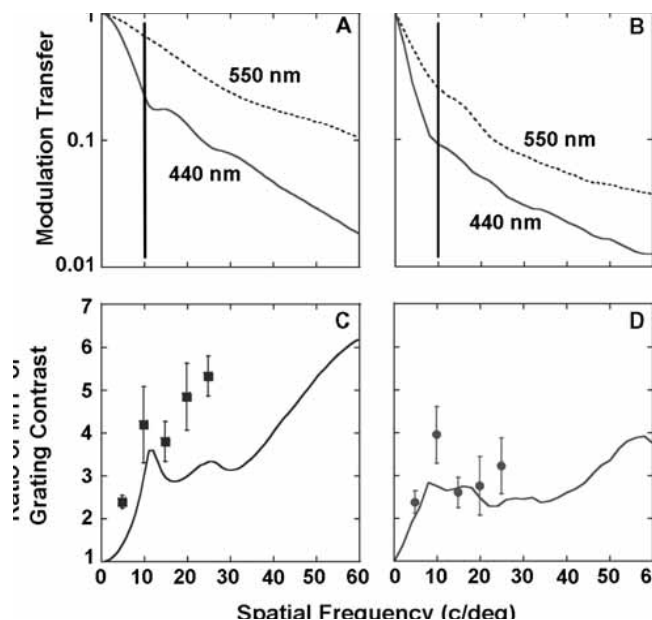 1
A
B
550 nm
550 nm
Modulation Transfer
0.1
440 nm
440 nm
0.01
7
C
D
6
5
4
3
2
1
Grating Contrast
0 10 20 30 40 50 60 0 10 20 30 40 50 60
Spatial Frequency (c/deg)